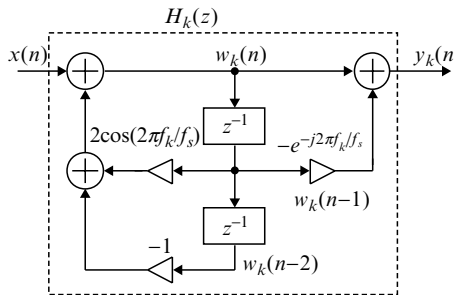 H_k(z)
x(n)
w_k(n)
y_k(n
z^{-1}
2cos(2πf_k/f_s)
-e^{-j2πf_k/f_s}
w_k(n-1)
z^{-1}
-1
w_k(n-2)